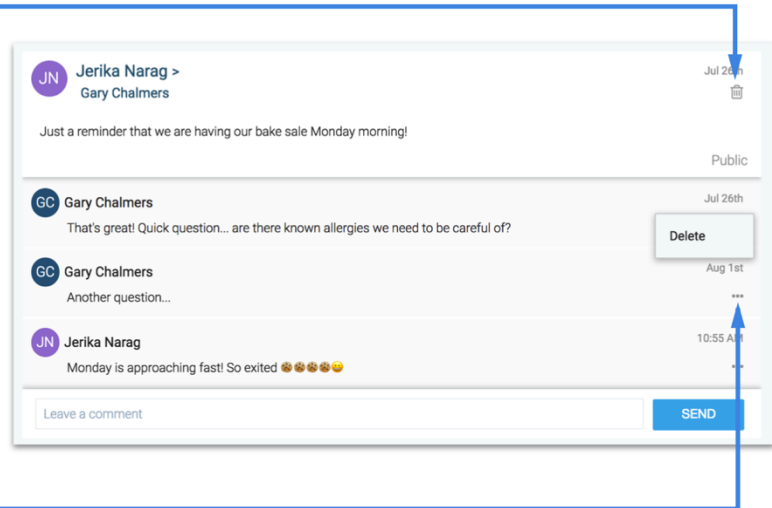 JN
Jerika Narag >
Gary Chalmers
Jul 26th
Just a reminder that we are having our bake sale Monday morning!
Public
GC
Gary Chalmers
Jul 26th
That's great! Quick question... are there known allergies we need to be careful of?
Delete
GC
Gary Chalmers
Aug 1st
Another question...
JN
Jerika Narag
10:55 AM
Monday is approaching fast! So exited 🍪🍪🍪🍪😋
Leave a comment
SEND